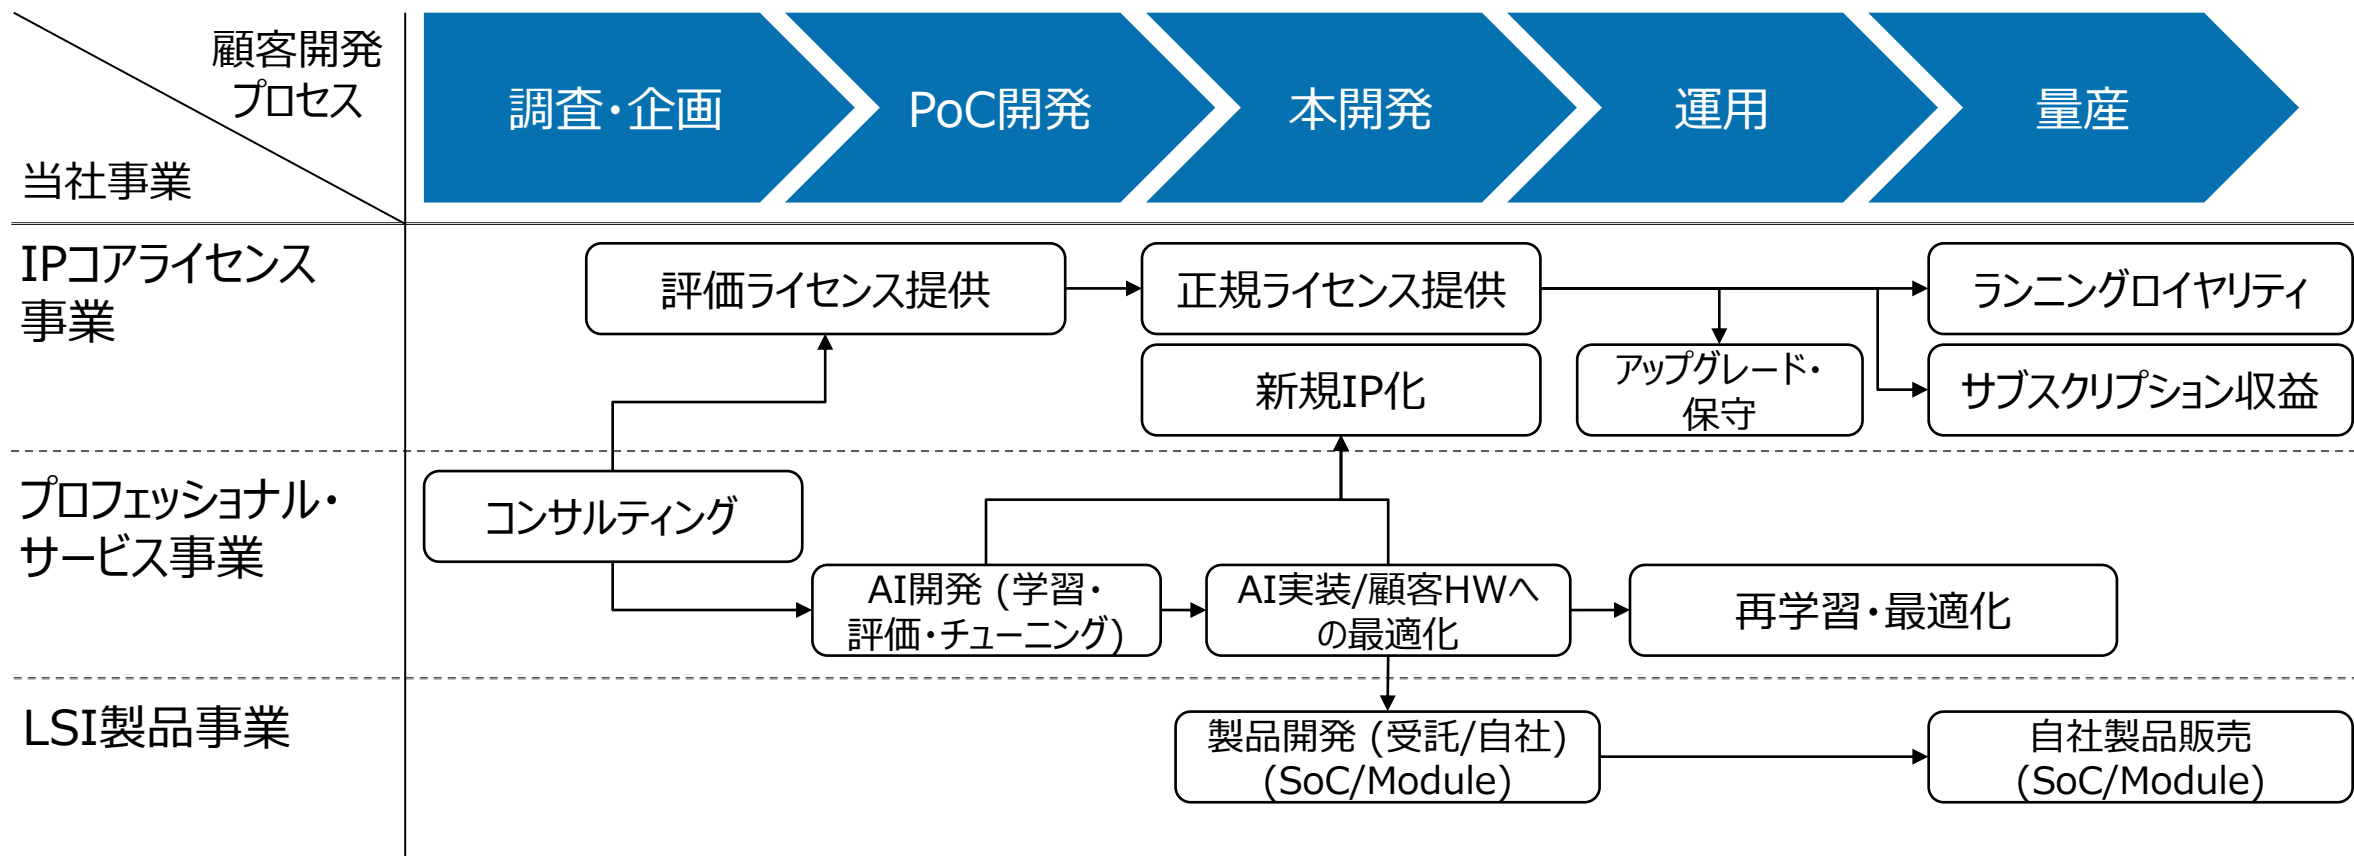 顧客開発
プロセス
当社事業
調査・企画
PoC開発
本開発
運用
量産
IPコアライセンス
事業
評価ライセンス提供
正規ライセンス提供
ランニングロイヤリティ
新規IP化
アップグレード・
保守
サブスクリプション収益
プロフェッショナル・
サービス事業
コンサルティング
AI開発 (学習・
評価・チューニング)
AI実装/顧客HWへ
の最適化
再学習・最適化
LSI製品事業
製品開発 (受託/自社)
(SoC/Module)
自社製品販売
(SoC/Module)